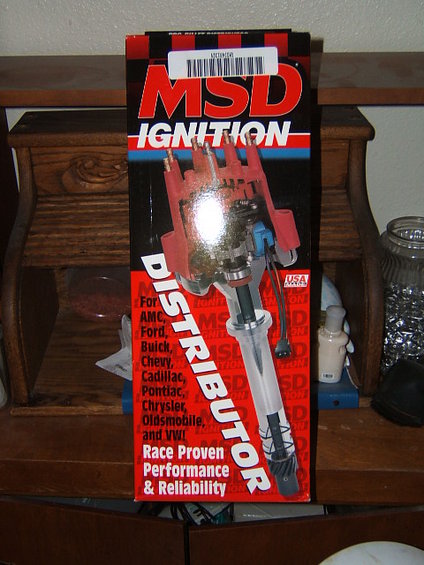 MSD
IGNITION
USA
DISTRIBUTOR
For
AMC,
Ford,
Buick,
Chevy,
Cadillac,
Pontiac,
Chrysler,
Oldsmobile,
and VW!
Race Proven
Performance
& Reliability